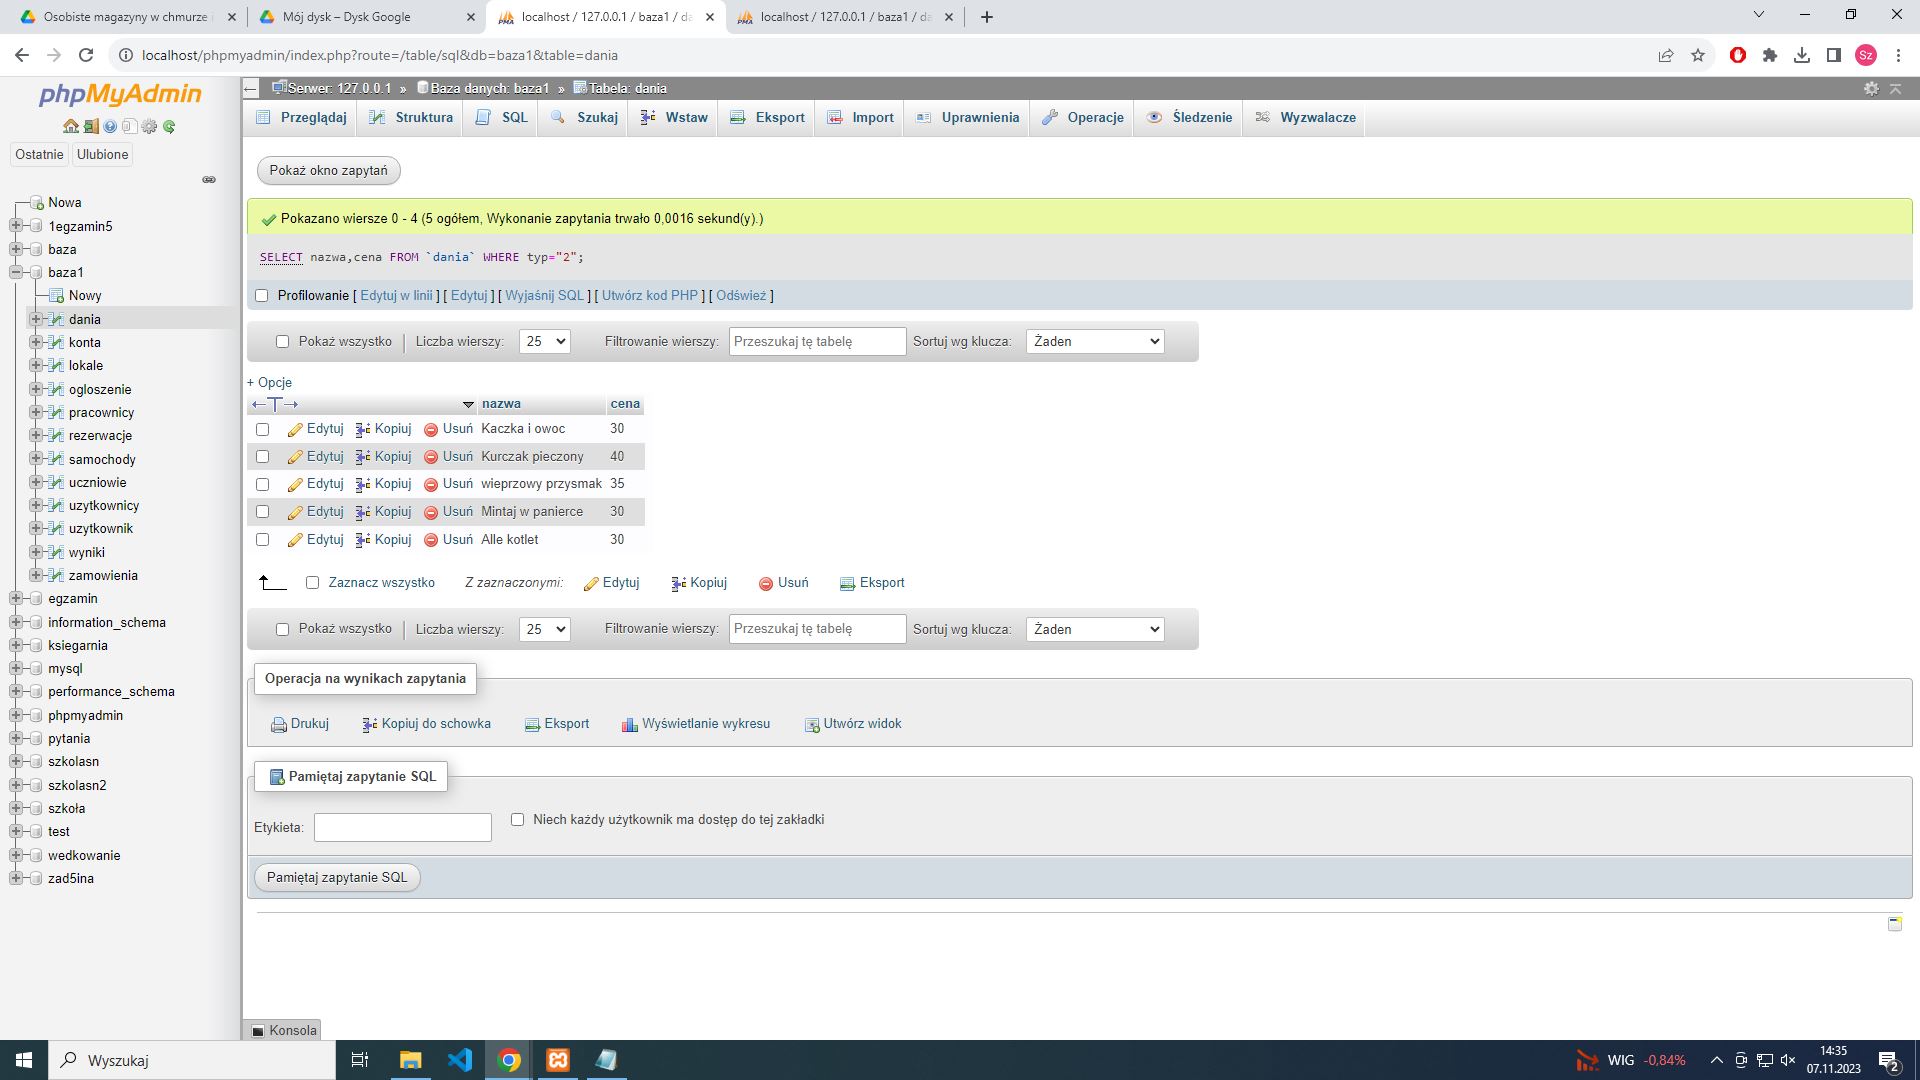 Osobiste magazyny w chmurze i
Mój dysk – Dysk Google
localhost / 127.0.0.1 / baza1 / da
localhost / 127.0.0.1 / baza1 / da
localhost/phpmyadmin/index.php?route=/table/sql&db=baza1&table=dania
Sz
phpMyAdmin
Ostatnie Ulubione
Nowa
1egzamin5
baza
baza1
Nowy
dania
konta
lokale
ogloszenie
pracownicy
rezerwacje
samochody
uczniowie
uzytkownicy
uzytkownik
wyniki
zamowienia
egzamin
information_schema
ksiegarnia
mysql
performance_schema
phpmyadmin
pytania
szkolasn
szkolasn2
szkoła
test
wedkowanie
zad5ina
Serwer: 127.0.0.1 » Baza danych: baza1 » Tabela: dania
Przeglądaj Struktura SQL Szukaj Wstaw Eksport Import Uprawnienia Operacje Śledzenie Wyzwalacze
Pokaż okno zapytań
Pokazano wiersze 0 - 4 (5 ogółem, Wykonanie zapytania trwało 0,0016 sekund(y).)
SELECT nazwa,cena FROM `dania` WHERE typ="2";
Profilowanie [ Edytuj w linii ] [ Edytuj ] [ Wyjaśnij SQL ] [ Utwórz kod PHP ] [ Odśwież ]
Pokaż wszystko | Liczba wierszy: 25 Filtrowanie wierszy: Przeszukaj tę tabelę Sortuj wg klucza: Żaden
+ Opcje
←T→ nazwa cena
Edytuj Kopiuj Usuń Kaczka i owoc 30
Edytuj Kopiuj Usuń Kurczak pieczony 40
Edytuj Kopiuj Usuń wieprzowy przysmak 35
Edytuj Kopiuj Usuń Mintaj w panierce 30
Edytuj Kopiuj Usuń Alle kotlet 30
Zaznacz wszystko Z zaznaczonymi: Edytuj Kopiuj Usuń Eksport
Pokaż wszystko | Liczba wierszy: 25 Filtrowanie wierszy: Przeszukaj tę tabelę Sortuj wg klucza: Żaden
Operacja na wynikach zapytania
Drukuj Kopiuj do schowka Eksport Wyświetlanie wykresu Utwórz widok
Pamiętaj zapytanie SQL
Etykieta: Niech każdy użytkownik ma dostęp do tej zakładki
Pamiętaj zapytanie SQL
Konsola
Wyszukaj
WIG -0,84%
14:35
07.11.2023
2